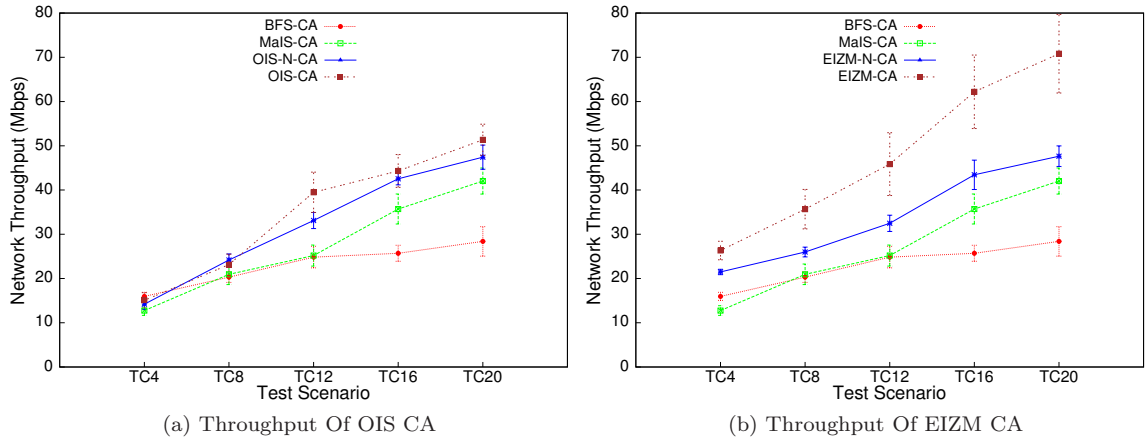 80
70
60
50
40
30
20
10
0
Network Throughput (Mbps)
BFS-CA
MaIS-CA
OIS-N-CA
OIS-CA
TC4 TC8 TC12 TC16 TC20
Test Scenario
(a) Throughput Of OIS CA
80
70
60
50
40
30
20
10
0
Network Throughput (Mbps)
BFS-CA
MaIS-CA
EIZM-N-CA
EIZM-CA
TC4 TC8 TC12 TC16 TC20
Test Scenario
(b) Throughput Of EIZM CA